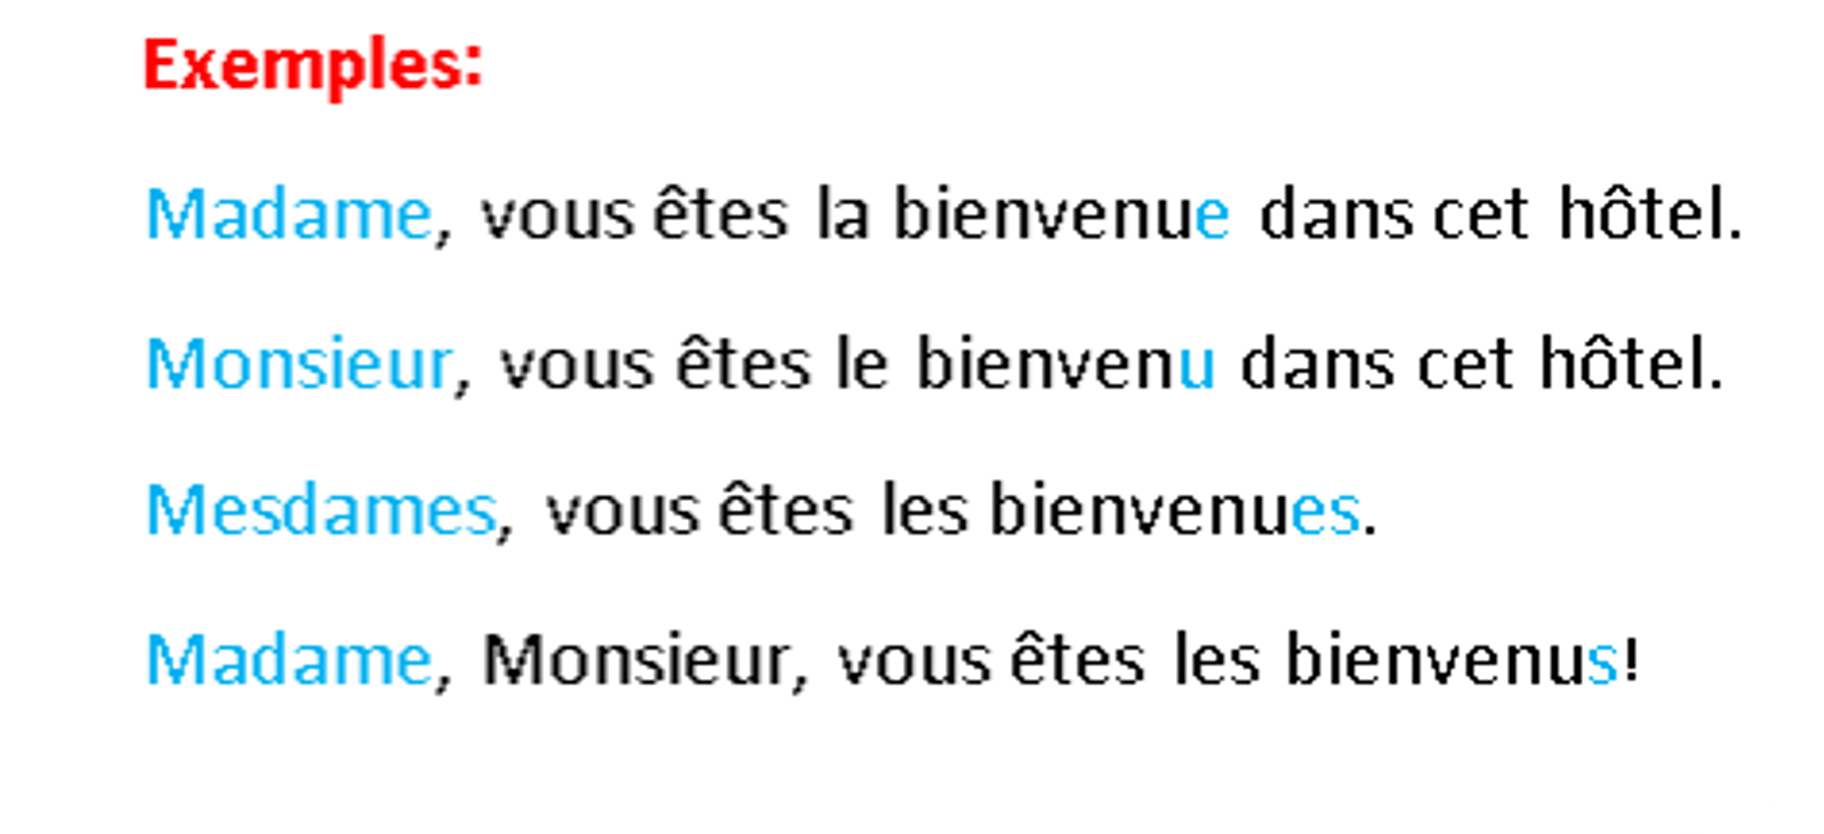 Exemples:
Madame, vous êtes la bienvenue dans cet hôtel.
Monsieur, vous êtes le bienvenu dans cet hôtel.
Mesdames, vous êtes les bienvenues.
Madame, Monsieur, vous êtes les bienvenus!